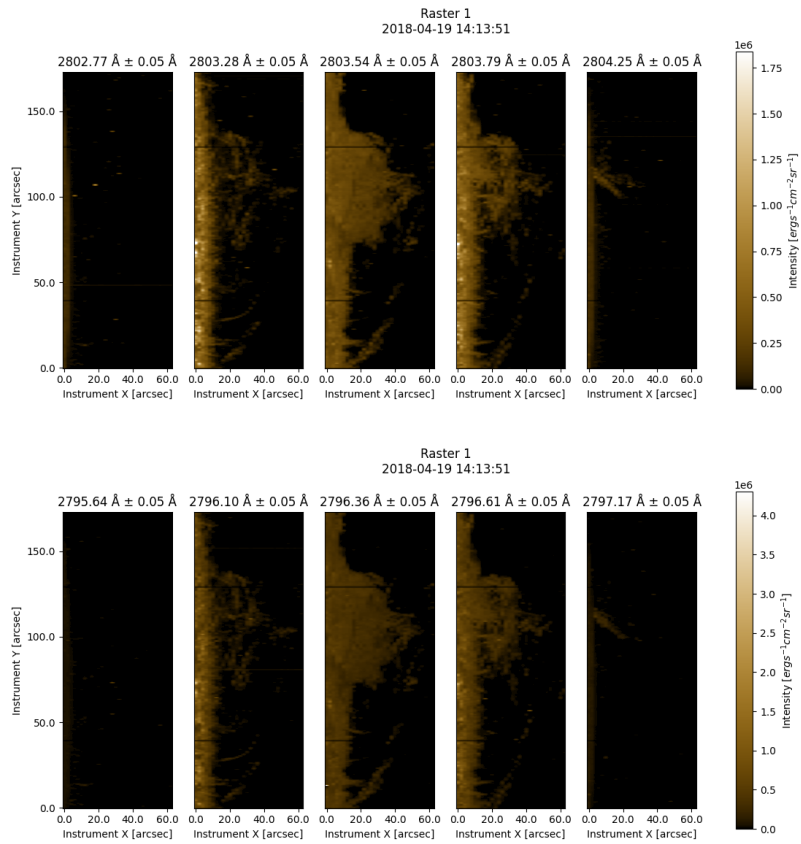 Raster 1
2018-04-19 14:13:51
2802.77 Å ± 0.05 Å 2803.28 Å ± 0.05 Å 2803.54 Å ± 0.05 Å 2803.79 Å ± 0.05 Å 2804.25 Å ± 0.05 Å
1e6
1.75
1.50
1.25
1.00
0.75
0.50
0.25
0.00
Intensity [ergs⁻¹cm⁻²sr⁻¹]
150.0
100.0
50.0
0.0
Instrument Y [arcsec]
0.0 20.0 40.0 60.0 0.0 20.0 40.0 60.0 0.0 20.0 40.0 60.0 0.0 20.0 40.0 60.0 0.0 20.0 40.0 60.0
Instrument X [arcsec] Instrument X [arcsec] Instrument X [arcsec] Instrument X [arcsec] Instrument X [arcsec]
Raster 1
2018-04-19 14:13:51
2795.64 Å ± 0.05 Å 2796.10 Å ± 0.05 Å 2796.36 Å ± 0.05 Å 2796.61 Å ± 0.05 Å 2797.17 Å ± 0.05 Å
1e6
4.0
3.5
3.0
2.5
2.0
1.5
1.0
0.5
0.0
Intensity [ergs⁻¹cm⁻²sr⁻¹]
150.0
100.0
50.0
0.0
Instrument Y [arcsec]
0.0 20.0 40.0 60.0 0.0 20.0 40.0 60.0 0.0 20.0 40.0 60.0 0.0 20.0 40.0 60.0 0.0 20.0 40.0 60.0
Instrument X [arcsec] Instrument X [arcsec] Instrument X [arcsec] Instrument X [arcsec] Instrument X [arcsec]